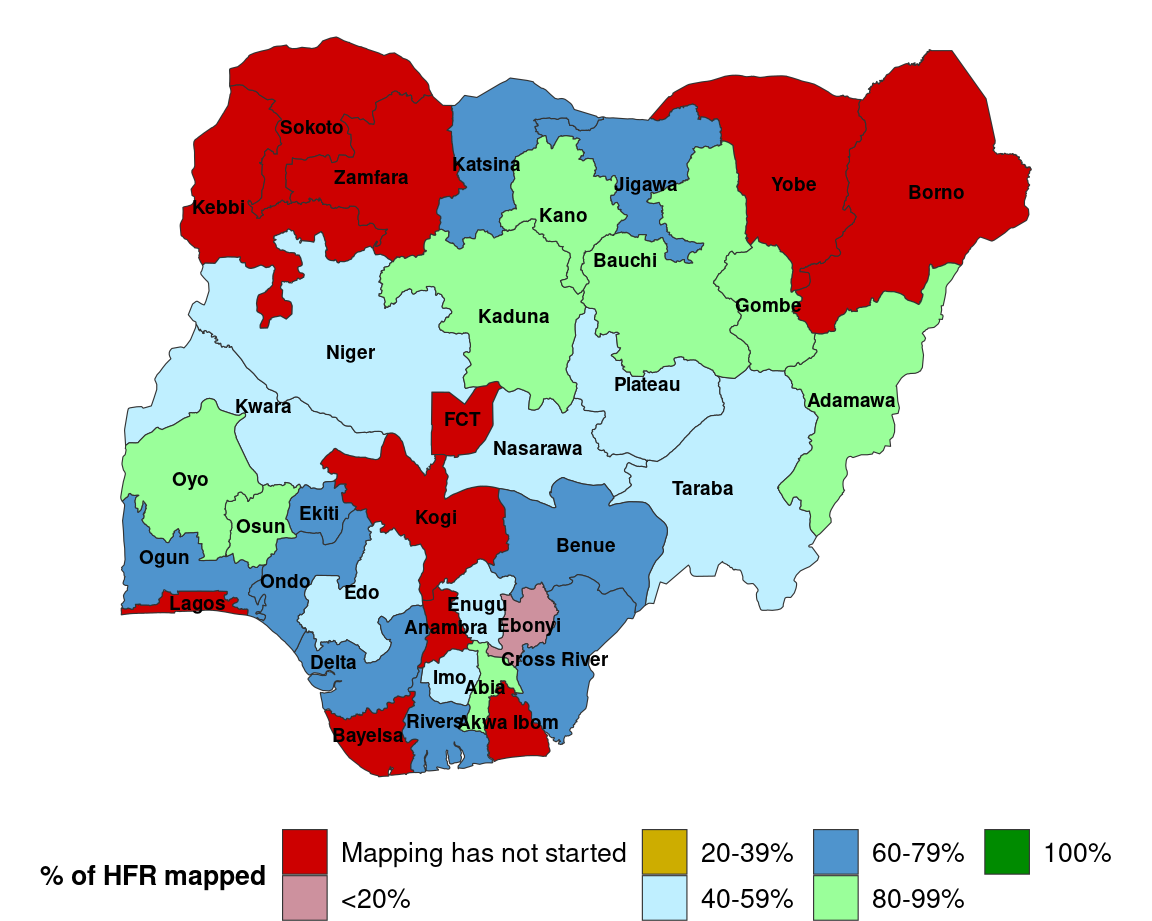 Sokoto
Katsina
Zamfara
Jigawa
Yobe
Borno
Kebbi
Kano
Bauchi
Gombe
Kaduna
Niger
Plateau
Adamawa
Kwara
FCT
Nasarawa
Oyo
Taraba
Ekiti
Kogi
Osun
Benue
Ogun
Ondo
Edo
Lagos
Enugu
Anambra
Ebonyi
Delta
Cross River
Imo
Abia
Rivers
Akwa Ibom
Bayelsa
% of HFR mapped
Mapping has not started
<20%
20-39%
40-59%
60-79%
80-99%
100%